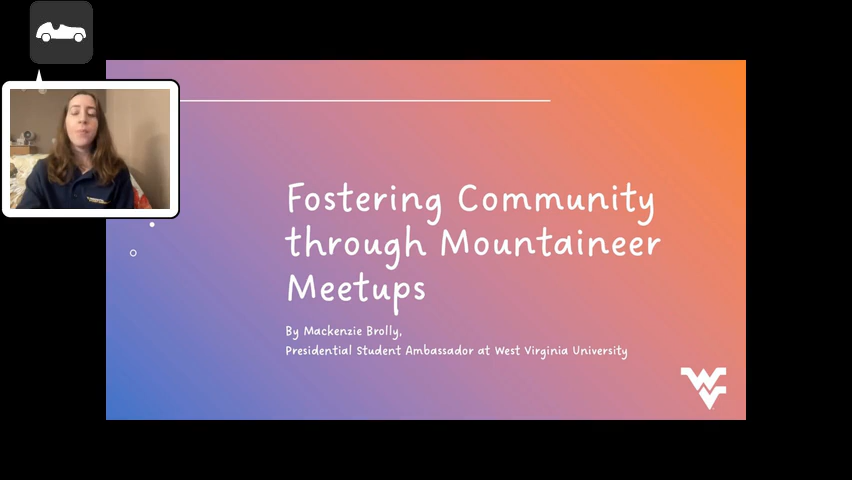 Fostering Community
through Mountaineer
Meetups
By Mackenzie Brolly,
Presidential Student Ambassador at West Virginia University